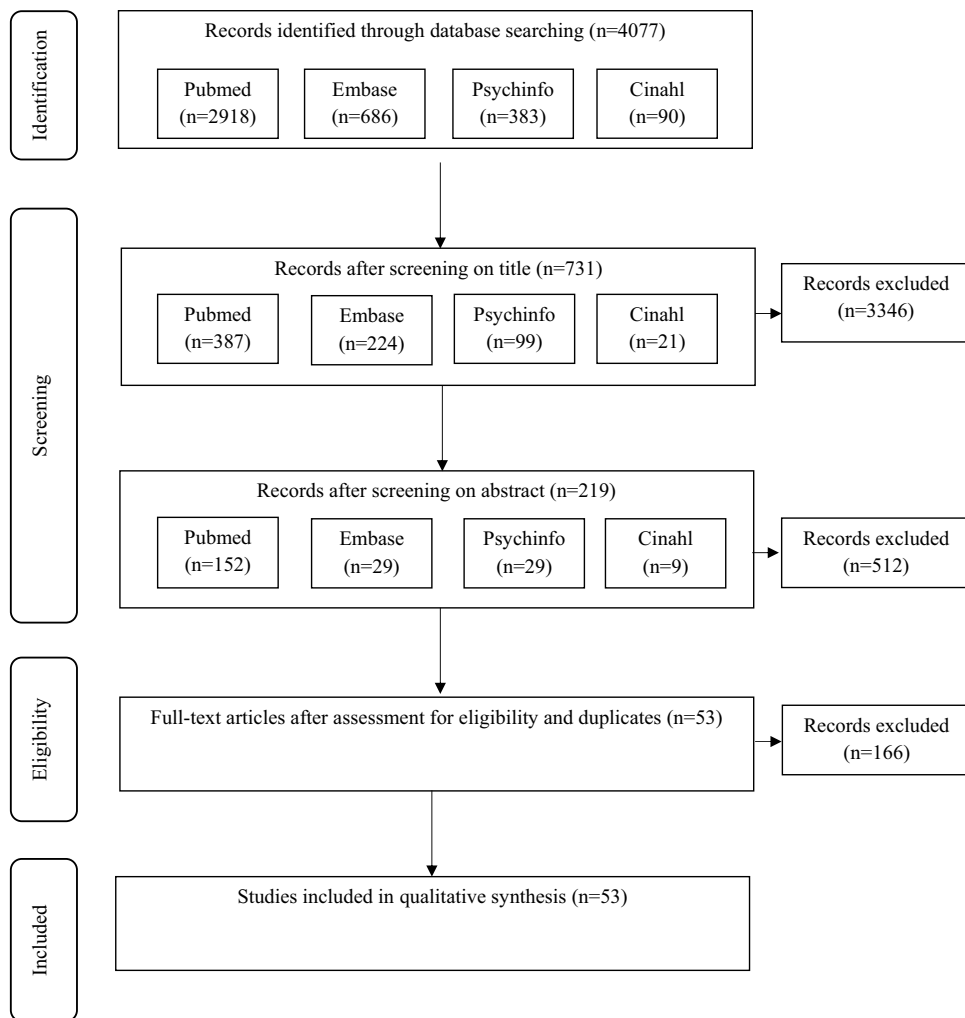 Identification
Records identified through database searching (n=4077)
Pubmed
(n=2918)
Embase
(n=686)
Psychinfo
(n=383)
Cinahl
(n=90)
Screening
Records after screening on title (n=731)
Pubmed
(n=387)
Embase
(n=224)
Psychinfo
(n=99)
Cinahl
(n=21)
Records excluded
(n=3346)
Records after screening on abstract (n=219)
Pubmed
(n=152)
Embase
(n=29)
Psychinfo
(n=29)
Cinahl
(n=9)
Records excluded
(n=512)
Eligibility
Full-text articles after assessment for eligibility and duplicates (n=53)
Records excluded
(n=166)
Included
Studies included in qualitative synthesis (n=53)